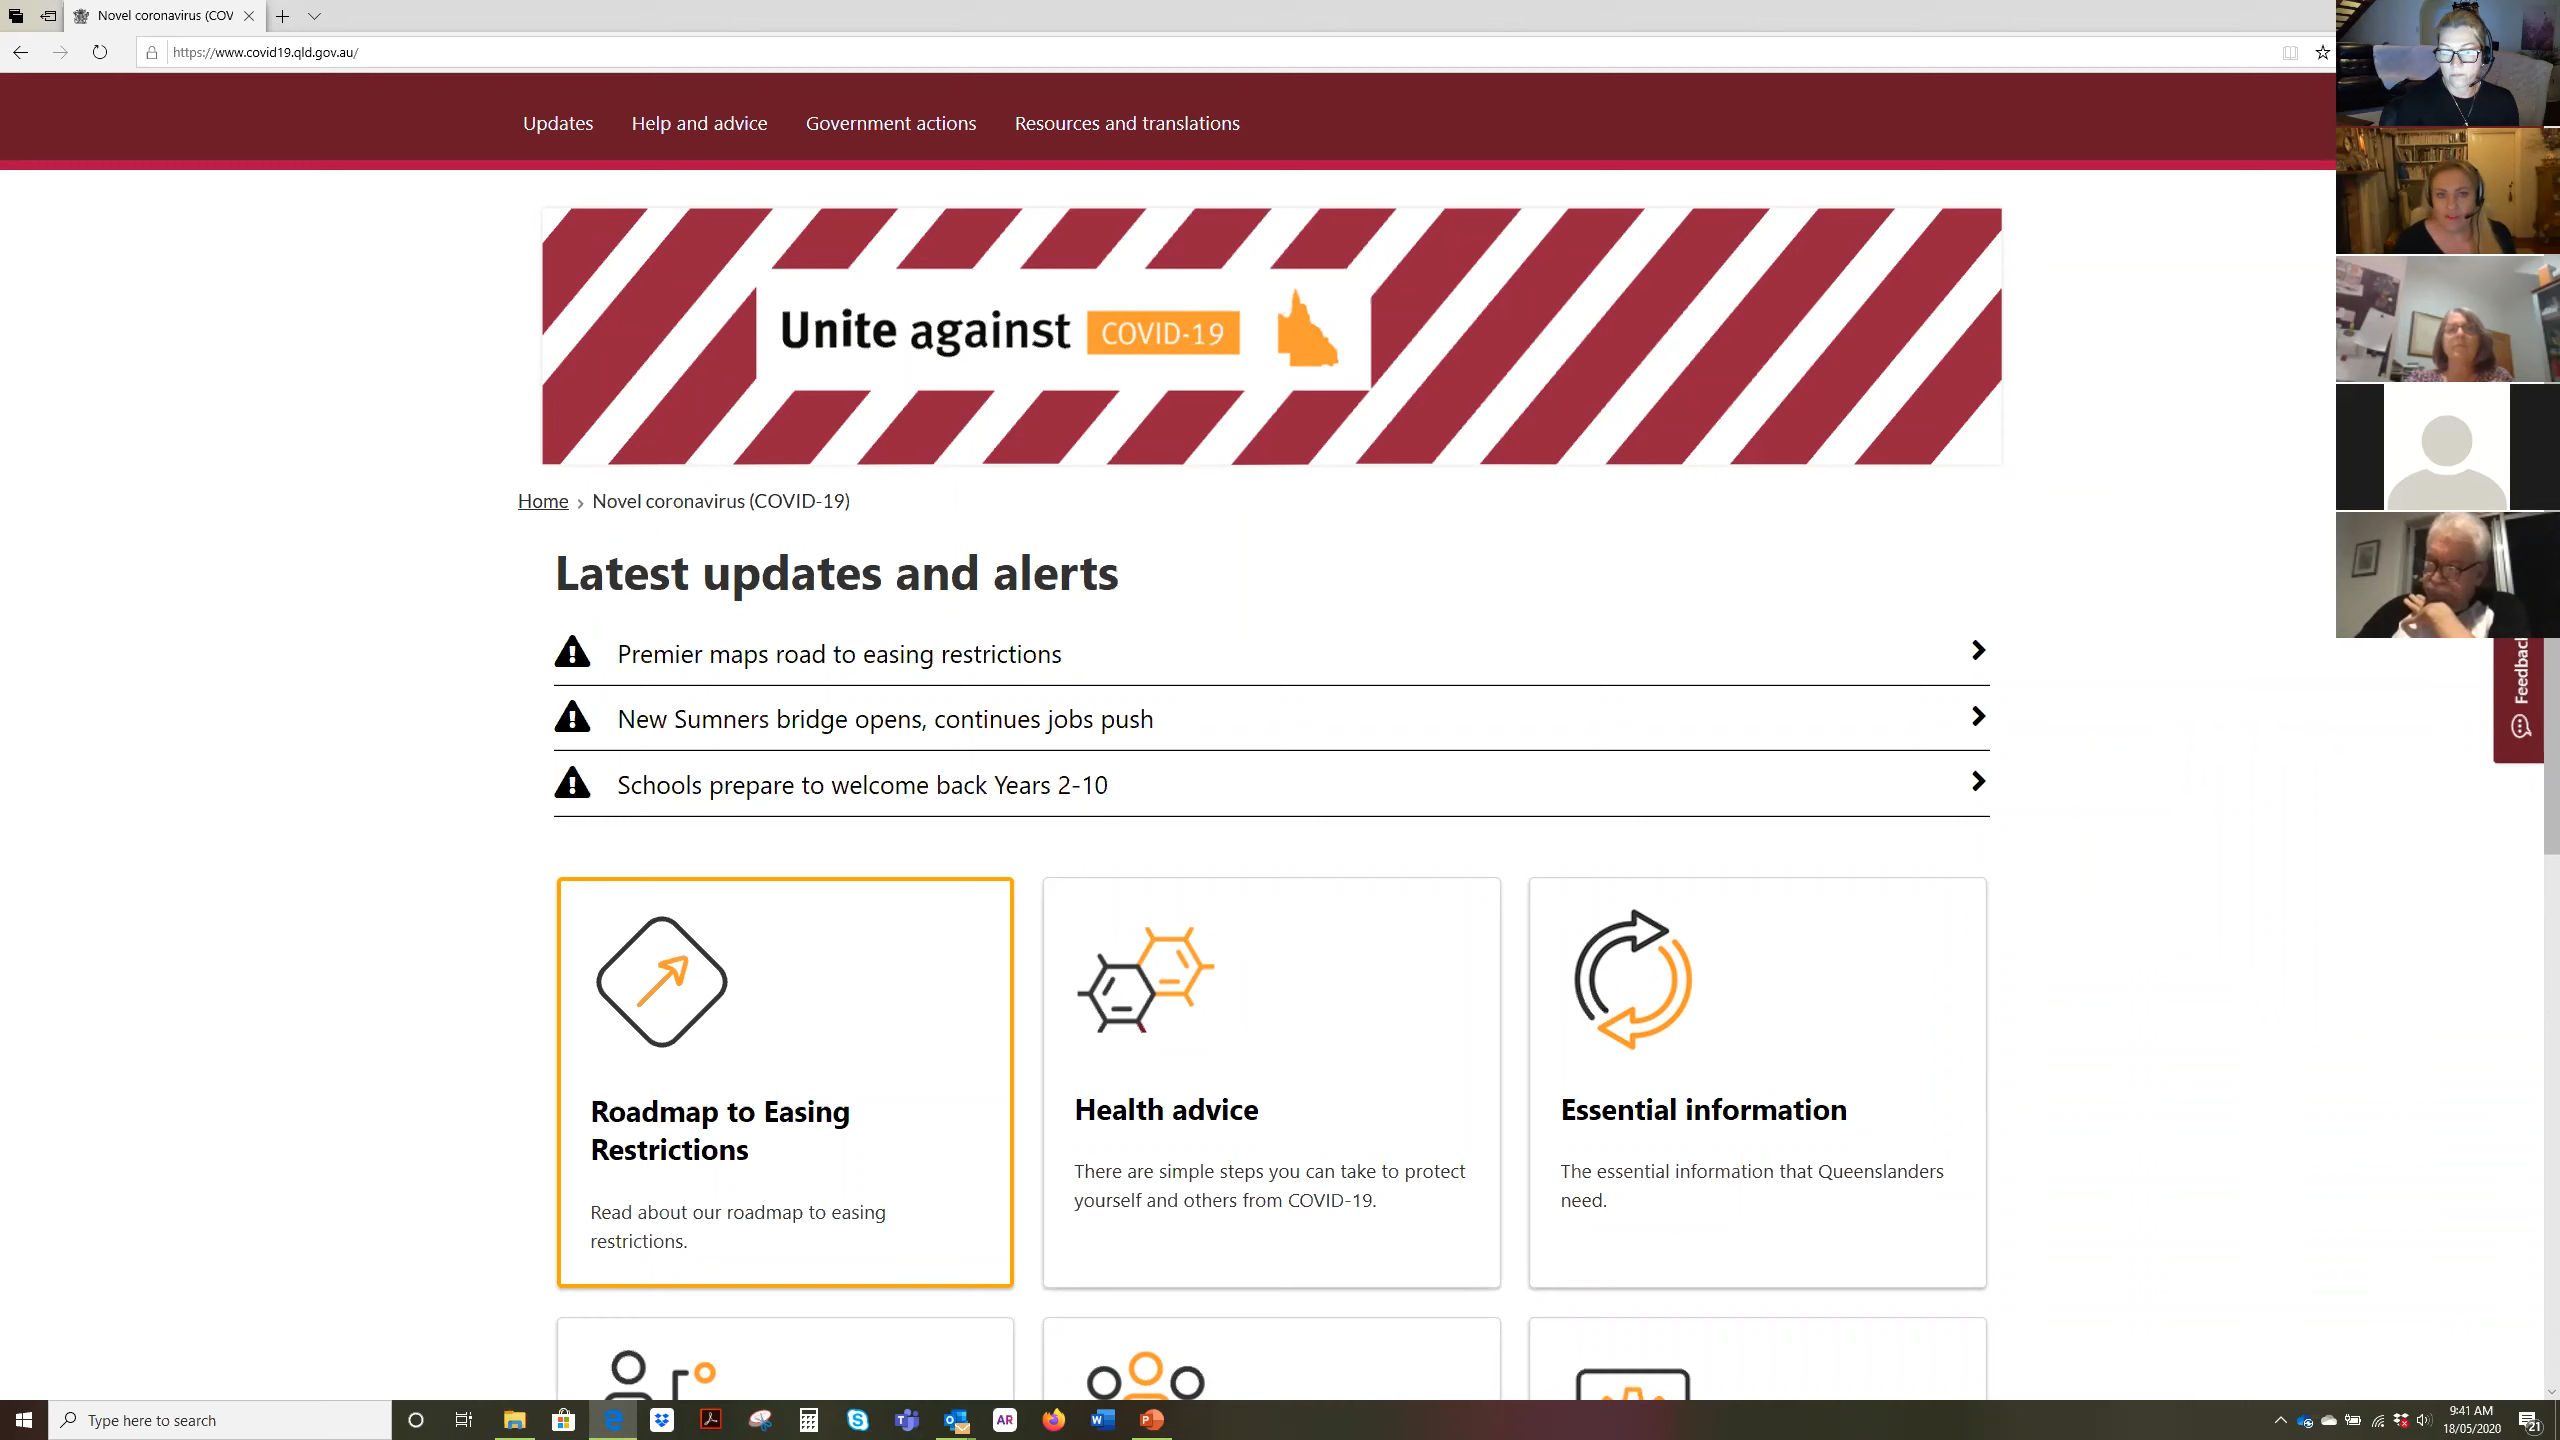 Novel coronavirus (COV
https://www.covid19.qld.gov.au/
Updates Help and advice Government actions Resources and translations
Unite against COVID-19
Home › Novel coronavirus (COVID-19)
Latest updates and alerts
Premier maps road to easing restrictions
New Sumners bridge opens, continues jobs push
Schools prepare to welcome back Years 2-10
Feedback
Roadmap to Easing
Restrictions
Read about our roadmap to easing
restrictions.
Health advice
There are simple steps you can take to protect
yourself and others from COVID-19.
Essential information
The essential information that Queenslanders
need.
Type here to search
AR
9:41 AM
18/05/2020
21